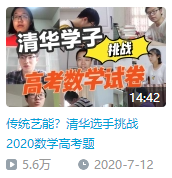 清华学子
挑战
高考数学试卷
14:42
传统艺能？清华选手挑战
2020数学高考题
5.6万
2020-7-12